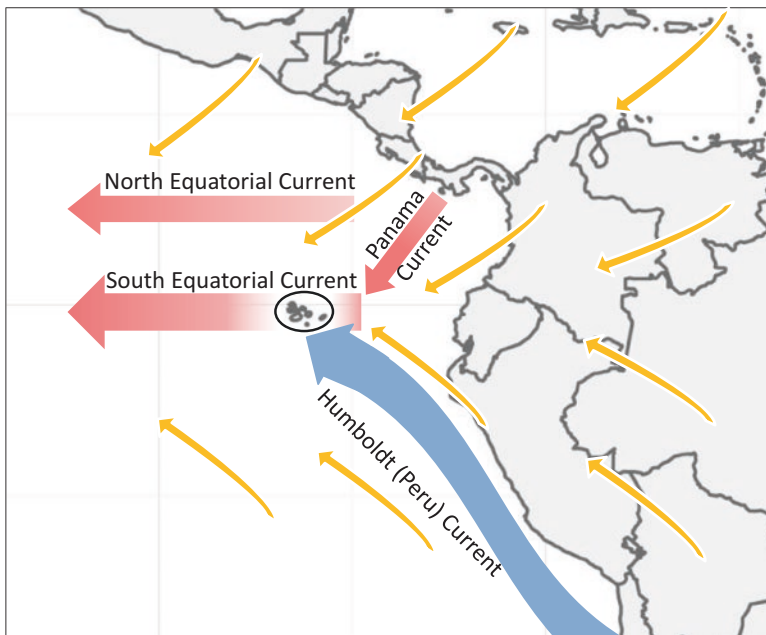 North Equatorial Current
Panama
Current
South Equatorial Current
Humboldt (Peru) Current